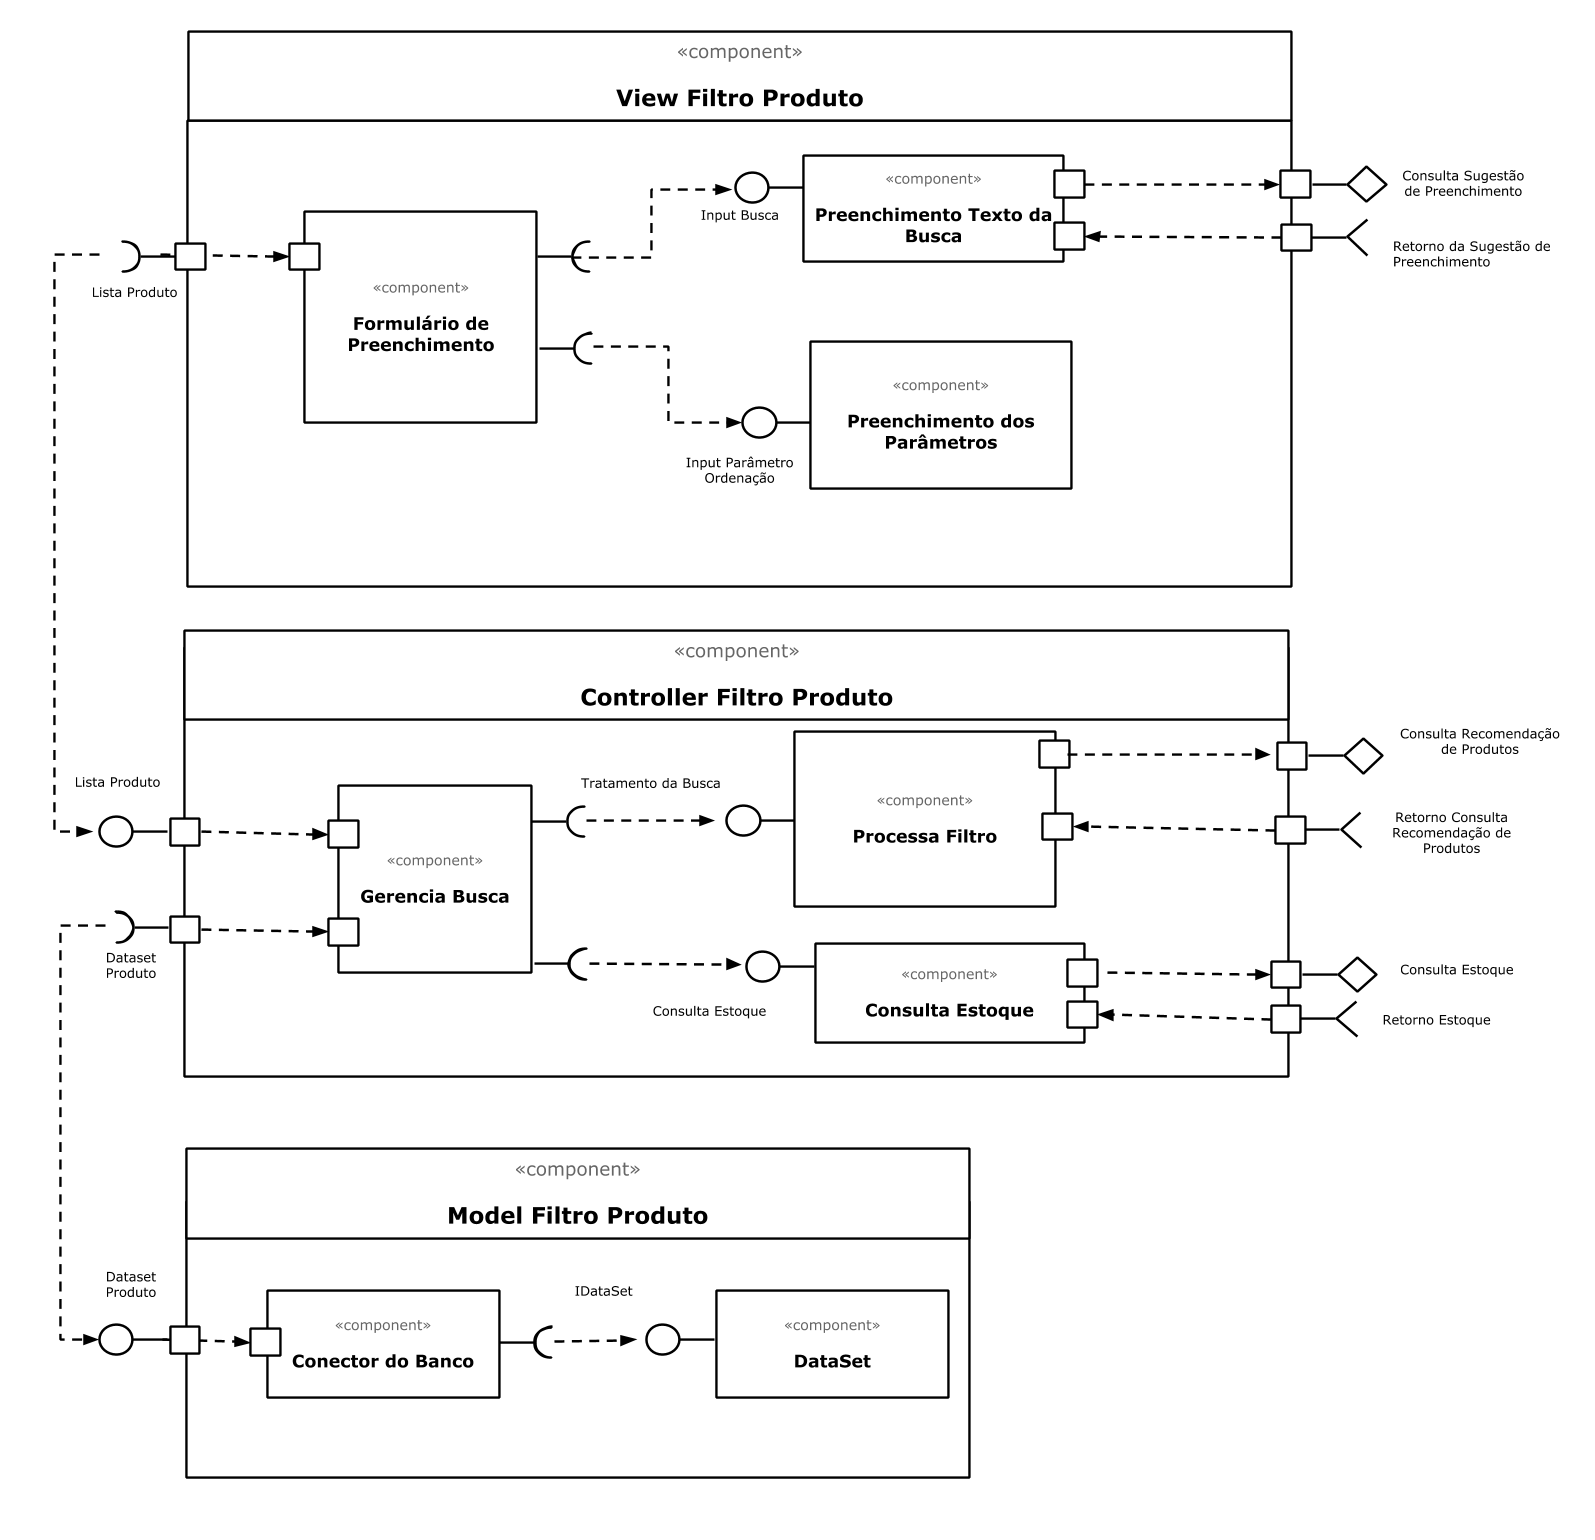 «component»
View Filtro Produto
«component»
Preenchimento Texto da
Busca
Input Busca
Consulta Sugestão
de Preenchimento
Retorno da Sugestão de
Preenchimento
Lista Produto
«component»
Formulário de
Preenchimento
«component»
Preenchimento dos
Parâmetros
Input Parâmetro
Ordenação
«component»
Controller Filtro Produto
Lista Produto
Tratamento da Busca
«component»
Processa Filtro
Consulta Recomendação
de Produtos
Retorno Consulta
Recomendação de
Produtos
«component»
Gerencia Busca
Dataset
Produto
Consulta Estoque
«component»
Consulta Estoque
Consulta Estoque
Retorno Estoque
«component»
Model Filtro Produto
Dataset
Produto
«component»
Conector do Banco
IDataSet
«component»
DataSet